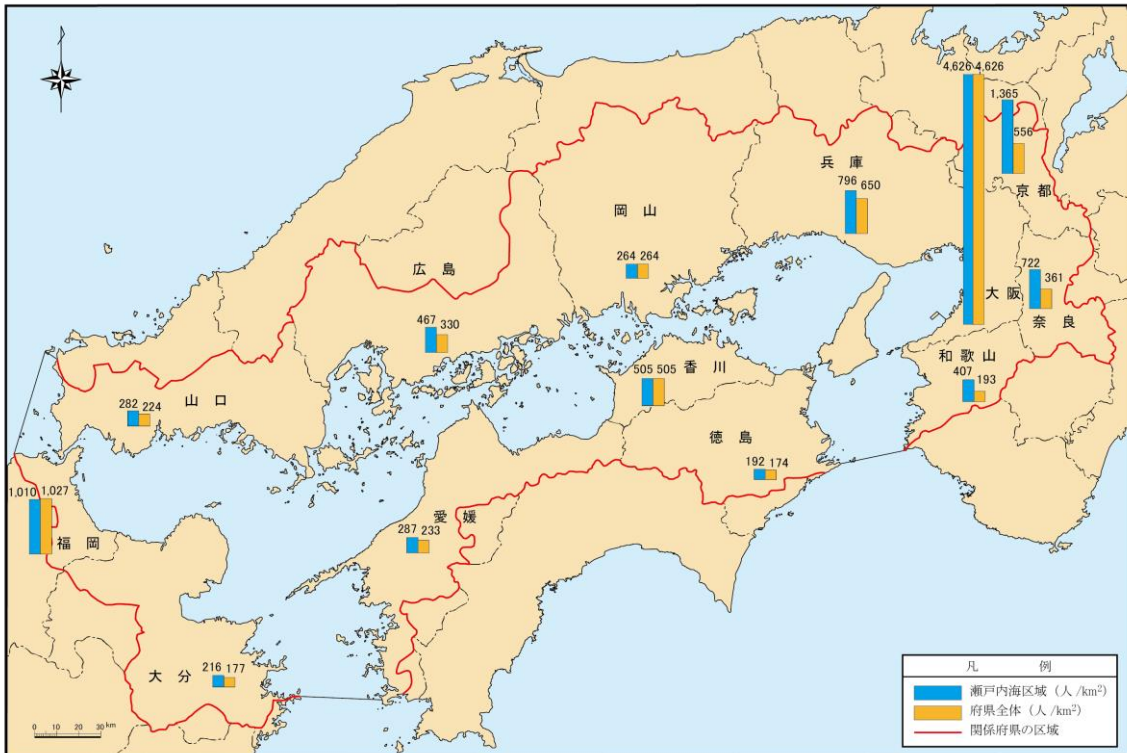 4,626 4,626
1,365
556
京都
兵庫
796 650
岡山
264 264
722
361
奈良
大阪
広島
467 330
和歌山
407
193
香川
505 505
山口
282 224
徳島
192 174
1,010 1,027
福岡
愛媛
287 233
大分
216 177
0 10 20 30 km
凡 例
瀬戸内海区域（人/km²）
府県全体（人/km²）
関係府県の区域